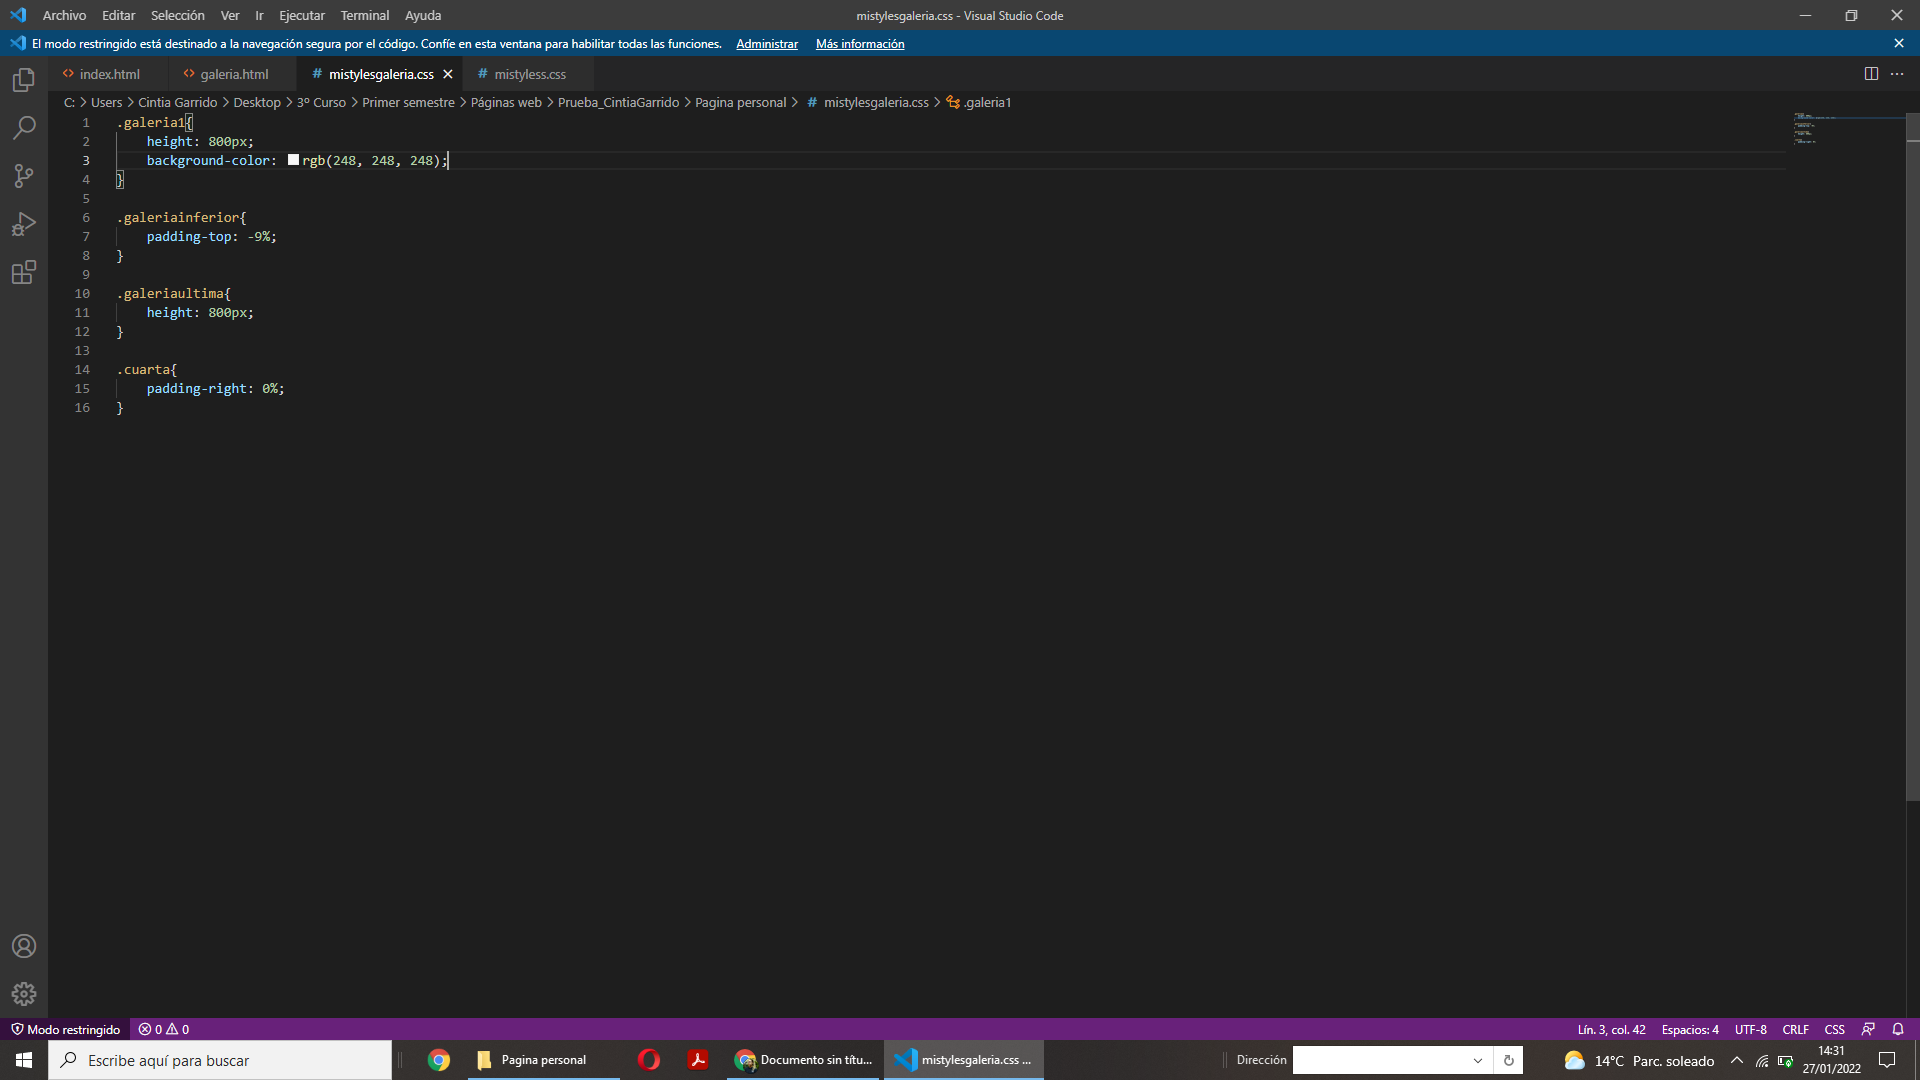 Archivo Editar Selección Ver Ir Ejecutar Terminal Ayuda
mistylesgaleria.css - Visual Studio Code
El modo restringido está destinado a la navegación segura por el código. Confíe en esta ventana para habilitar todas las funciones. Administrar Más información
index.html galeria.html mistylesgaleria.css mistyless.css
C: > Users > Cintia Garrido > Desktop > 3º Curso > Primer semestre > Páginas web > Prueba_CintiaGarrido > Pagina personal > # mistylesgaleria.css > .galeria1
1 .galeria1{
2 height: 800px;
3 background-color: rgb(248, 248, 248);
4 }
5
6 .galeriainferior{
7 padding-top: -9%;
8 }
9
10 .galeriaultima{
11 height: 800px;
12 }
13
14 .cuarta{
15 padding-right: 0%;
16 }
Modo restringido 0 0 Lín. 3, col. 42 Espacios: 4 UTF-8 CRLF CSS
Escribe aquí para buscar
Pagina personal
Documento sin títu...
mistylesgaleria.css ...
Dirección
14°C Parc. soleado
14:31
27/01/2022